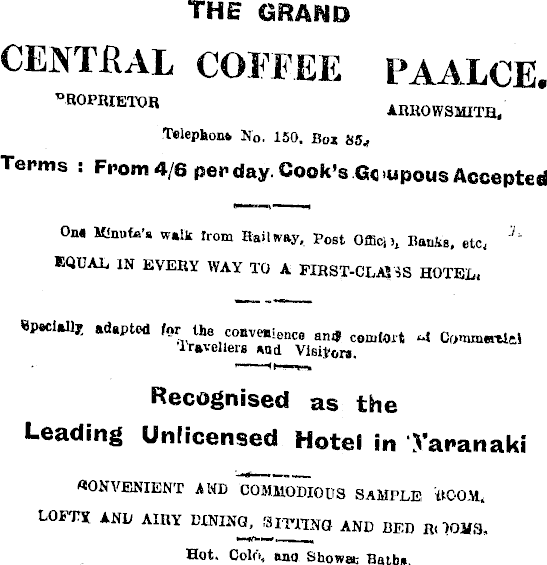 THE GRAND
CENTRAL COFFEE PAALCE.
PROPRIETOR ARROWSMITH.
Telephone No. 150. Box 85.
Terms : From 4/6 per day. Cook's Coupous Accepted
One Minute's walk from Railway, Post Office, Banks, etc.
EQUAL IN EVERY WAY TO A FIRST-CLASS HOTEL.
Specially adapted for the convenience and comfort of Commercial
Travellers and Visitors.
Recognised as the
Leading Unlicensed Hotel in Taranaki
CONVENIENT AND COMMODIOUS SAMPLE ROOM.
LOFTY AND AIRY DINING, SITTING AND BED ROOMS.
Hot, Cold, and Shower Baths.